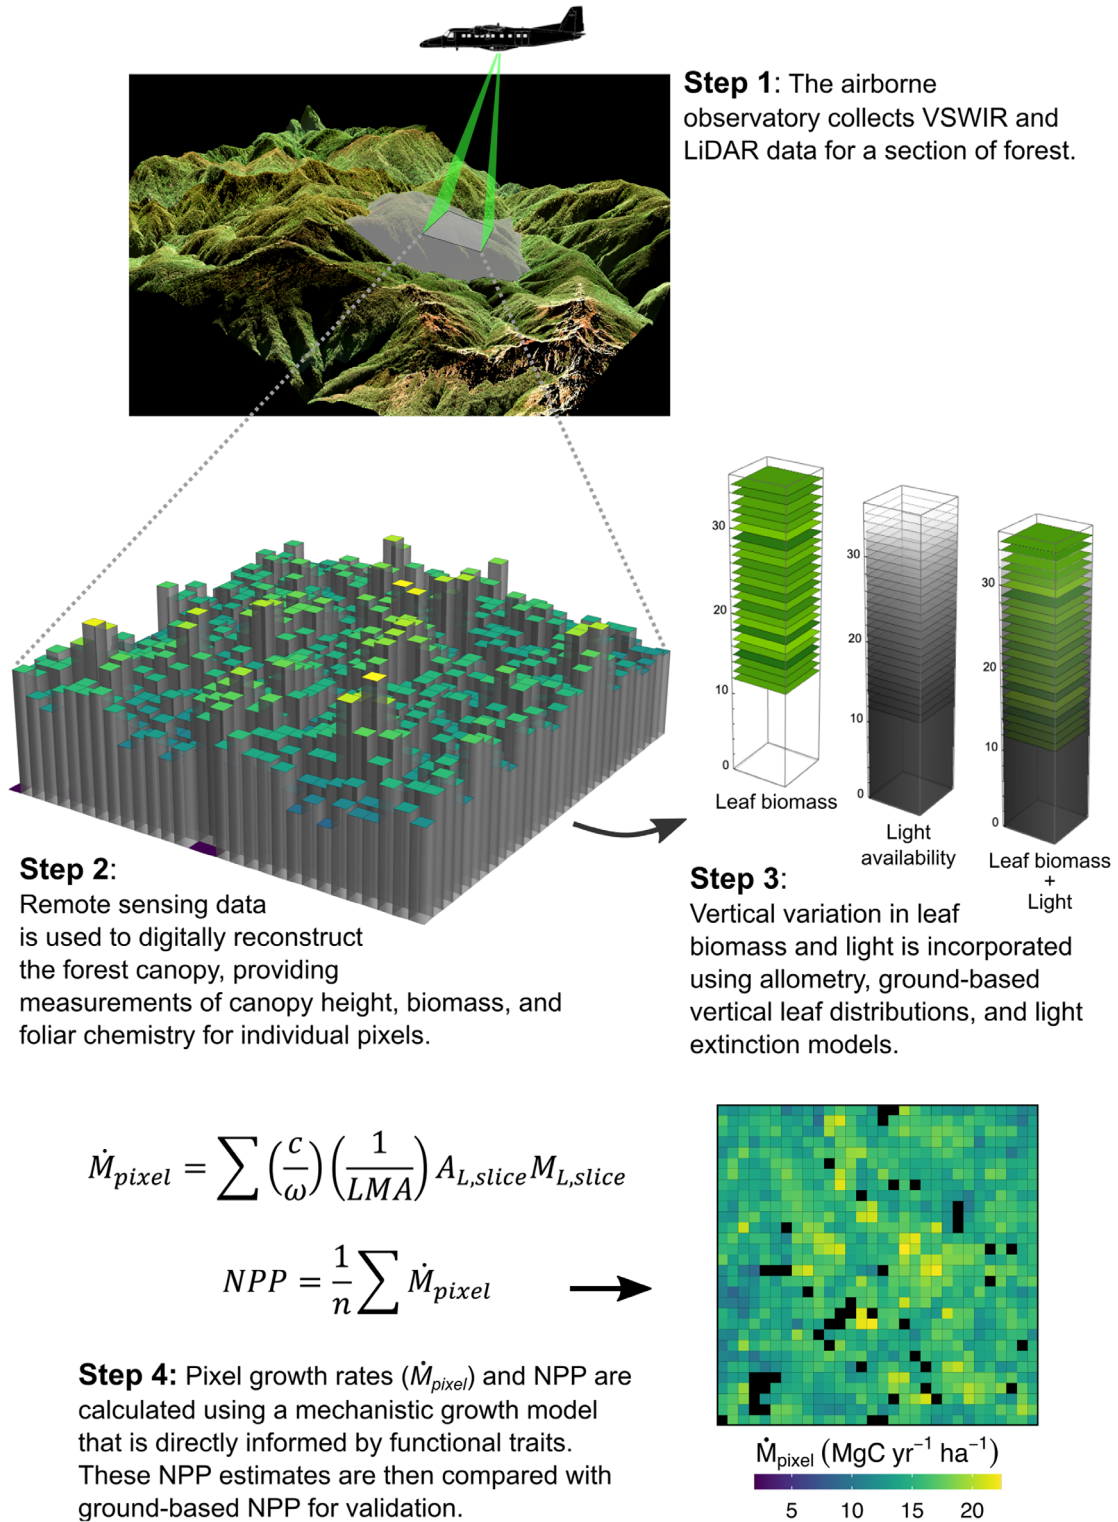 Step 1: The airborne
observatory collects VSWIR and
LiDAR data for a section of forest.
30
20
10
0
Leaf biomass
30
20
10
0
Light
availability
30
20
10
0
Leaf biomass
+
Light
Step 2:
Remote sensing data
is used to digitally reconstruct
the forest canopy, providing
measurements of canopy height, biomass, and
foliar chemistry for individual pixels.
Step 3:
Vertical variation in leaf
biomass and light is incorporated
using allometry, ground-based
vertical leaf distributions, and light
extinction models.
Ṁ_pixel = ∑ (c/ω) (1/LMA) A_L,slice M_L,slice
NPP = 1/n ∑ Ṁ_pixel
Step 4: Pixel growth rates (Ṁ_pixel) and NPP are
calculated using a mechanistic growth model
that is directly informed by functional traits.
These NPP estimates are then compared with
ground-based NPP for validation.
Ṁ_pixel (MgC yr⁻¹ ha⁻¹)
5 10 15 20